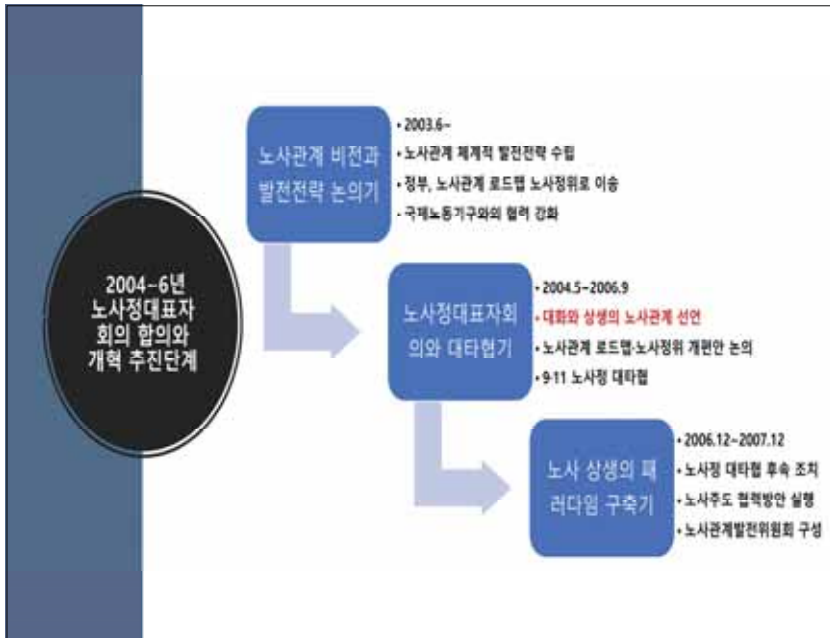 2004-6년
노사정대표자
회의 합의와
개혁 추진단계
노사관계 비전과
발전전략 논의기
• 2003.6~
• 노사관계 체계적 발전전략 수립
• 정부, 노사관계 로드맵 노사정위로 이송
- 국제노동기구와의 협력 강화
노사정대표자회
의와 대타협기
• 2004.5~2006.9
• 대화와 상생의 노사관계 선언
• 노사관계 로드맵·노사정위 개편안 논의
• 9·11 노사정 대타협
노사 상생의 패
러다임 구축기
• 2006.12~2007.12
• 노사정 대타협 후속 조치
• 노사주도 협력방안 실행
• 노사관계발전위원회 구성